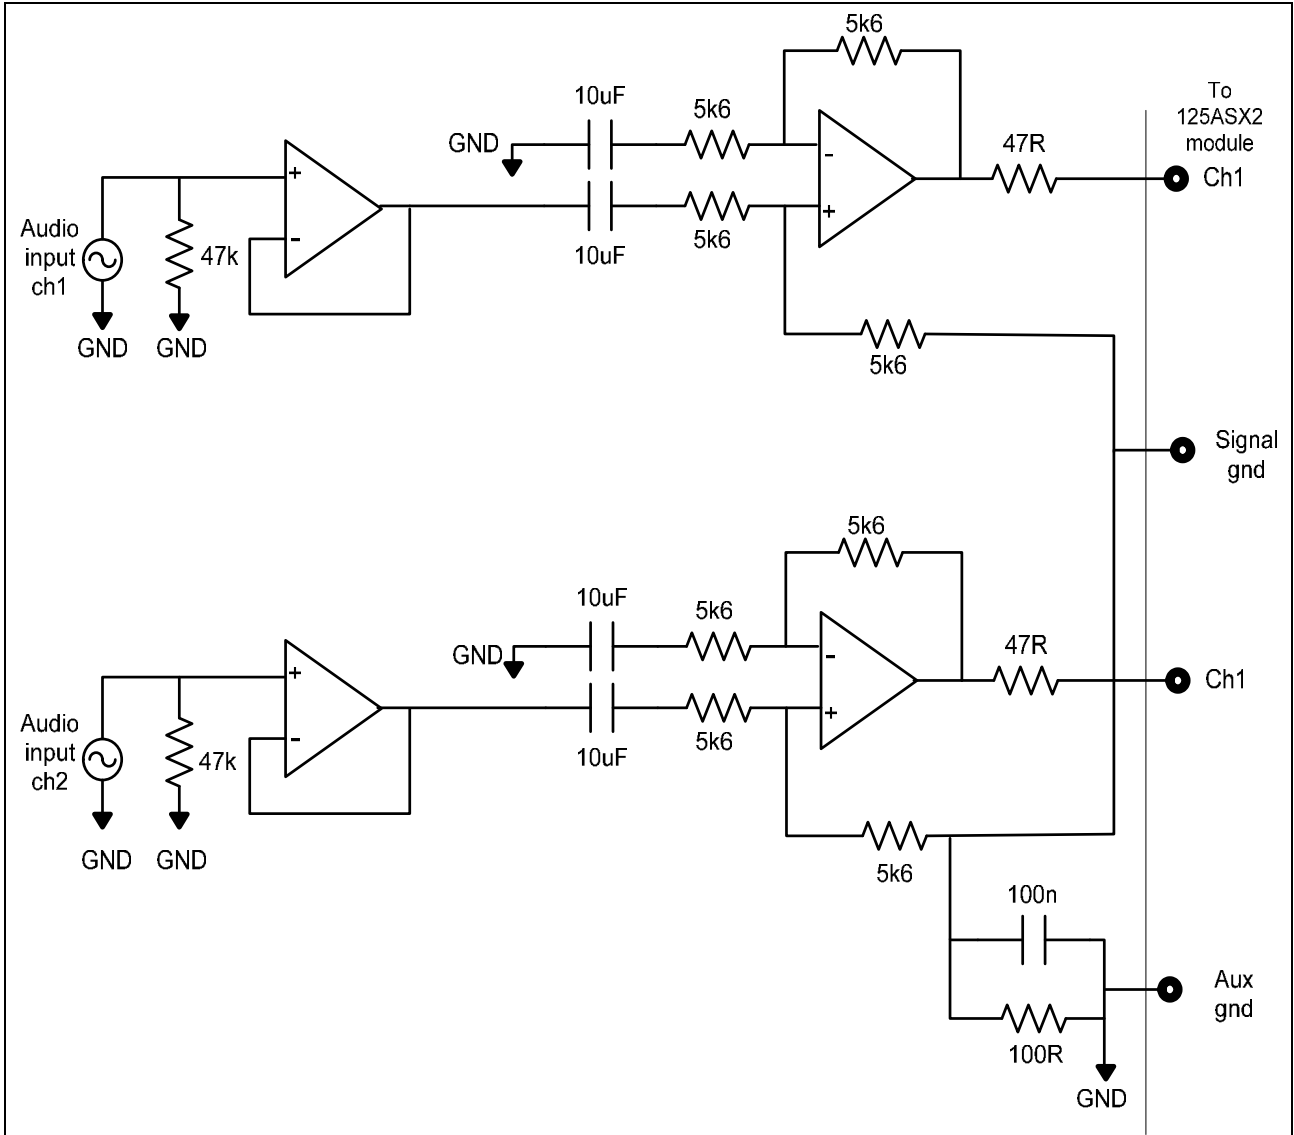 5k6
To
125ASX2
module
10uF
5k6
GND
-
47R
Ch1
+
+
Audio
input
ch1
47k
-
10uF
5k6
GND
GND
5k6
Signal
gnd
5k6
10uF
5k6
GND
-
47R
Ch1
+
+
Audio
input
ch2
47k
-
10uF
5k6
GND
GND
5k6
100n
Aux
gnd
100R
GND